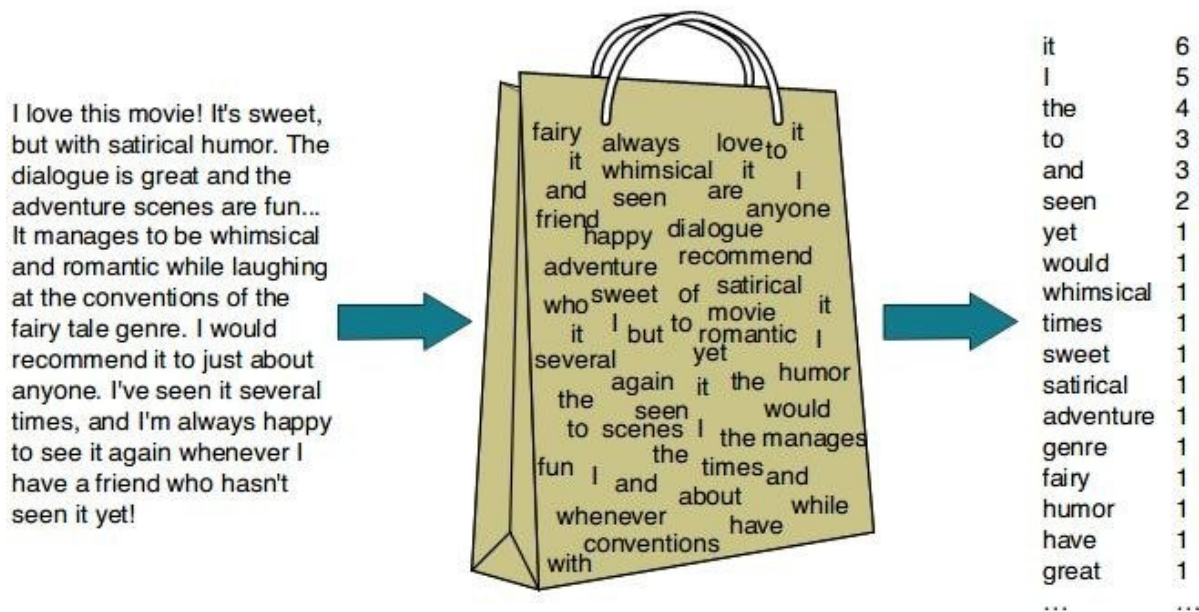 I love this movie! It's sweet,
but with satirical humor. The
dialogue is great and the
adventure scenes are fun...
It manages to be whimsical
and romantic while laughing
at the conventions of the
fairy tale genre. I would
recommend it to just about
anyone. I've seen it several
times, and I'm always happy
to see it again whenever I
have a friend who hasn't
seen it yet!
fairy always love to it
it whimsical it I
and seen are anyone
friend happy dialogue
adventure recommend
who sweet of satirical
it I but to movie it
romantic I
several yet
again it the humor
the seen would
to scenes I the manages
fun the times and
I and about
whenever have while
conventions
with
it 6
I 5
the 4
to 3
and 3
seen 2
yet 1
would 1
whimsical 1
times 1
sweet 1
satirical 1
adventure 1
genre 1
fairy 1
humor 1
have 1
great 1
... ...